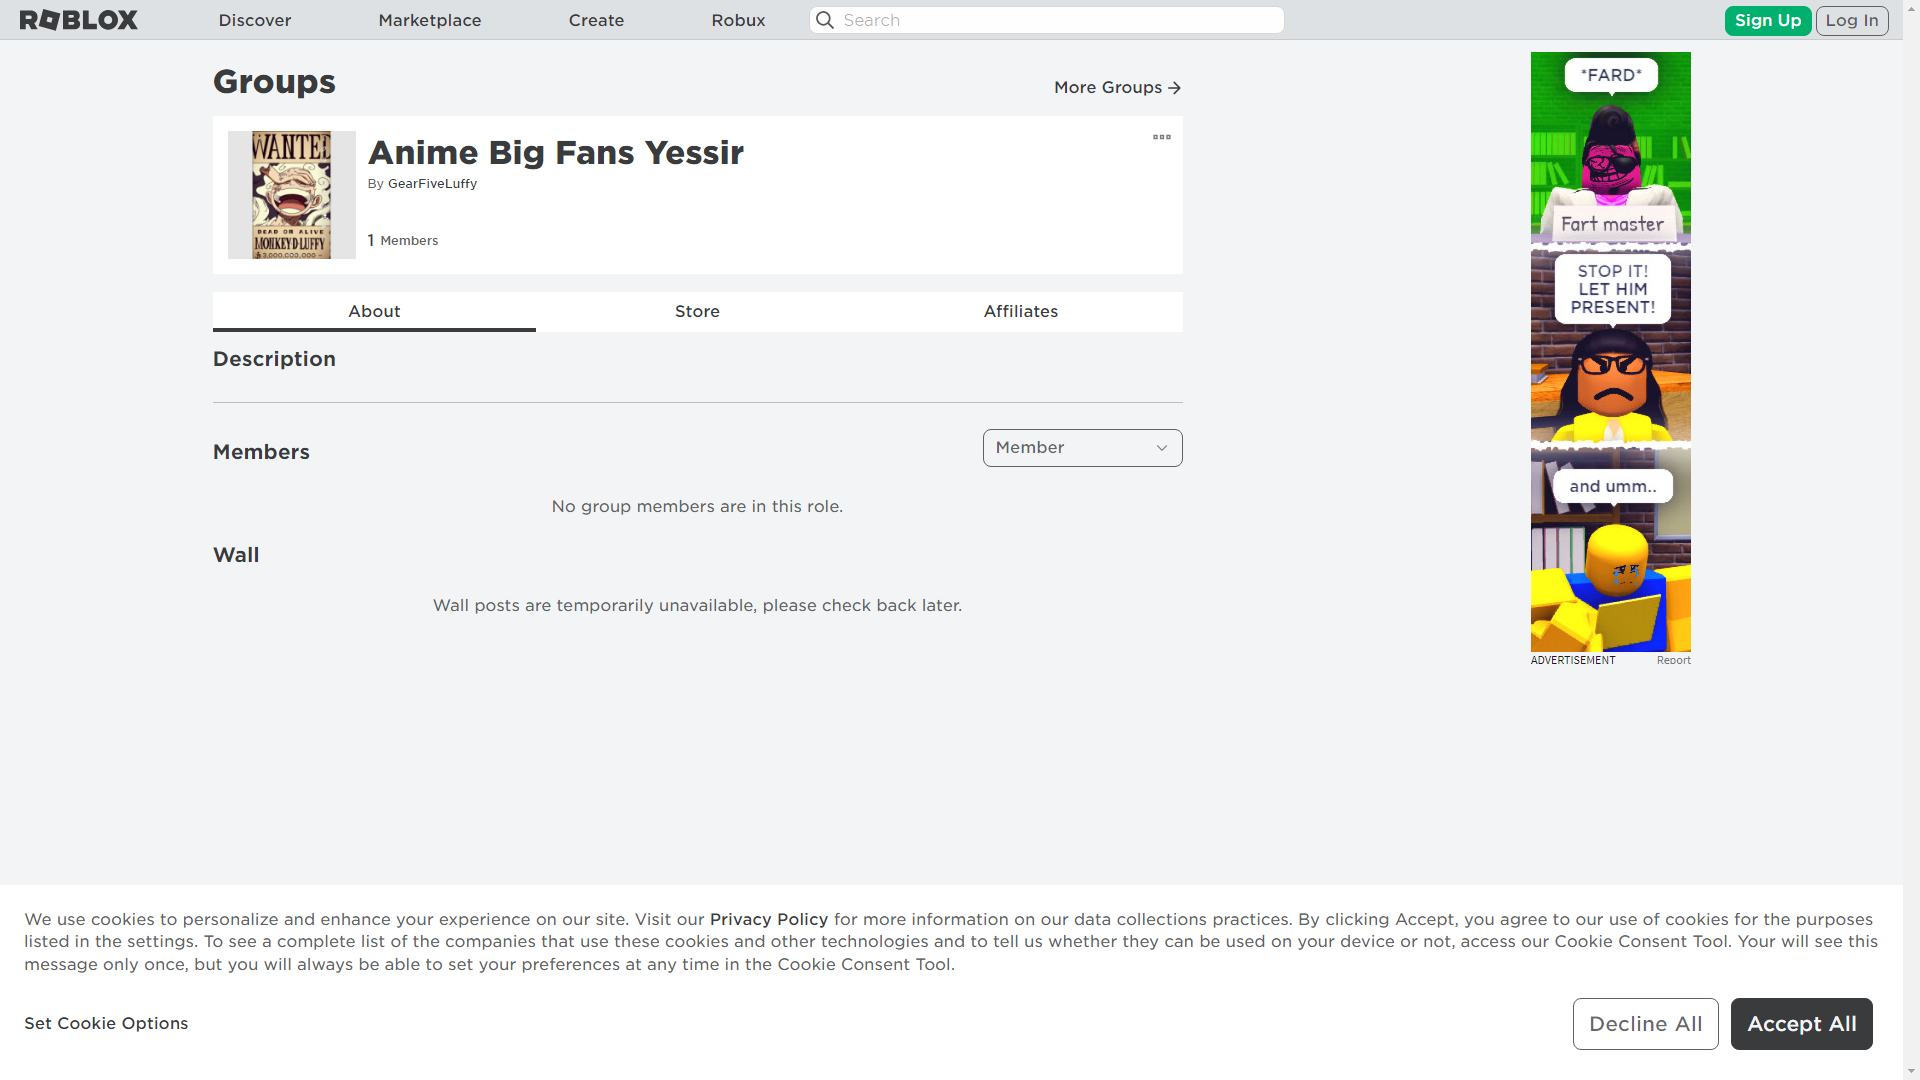 ROBLOX
Discover
Marketplace
Create
Robux
Search
Sign Up
Log In
Groups
More Groups
WANTED
DEAD OR ALIVE
MONKEY D LUFFY
3,000,000,000
Anime Big Fans Yessir
By GearFiveLuffy
1 Members
About
Store
Affiliates
Description
Members
Member
No group members are in this role.
Wall
Wall posts are temporarily unavailable, please check back later.
*FARD*
Fart master
STOP IT!
LET HIM
PRESENT!
and umm..
ADVERTISEMENT
Report
We use cookies to personalize and enhance your experience on our site. Visit our Privacy Policy for more information on our data collections practices. By clicking Accept, you agree to our use of cookies for the purposes
listed in the settings. To see a complete list of the companies that use these cookies and other technologies and to tell us whether they can be used on your device or not, access our Cookie Consent Tool. Your will see this
message only once, but you will always be able to set your preferences at any time in the Cookie Consent Tool.
Set Cookie Options
Decline All
Accept All